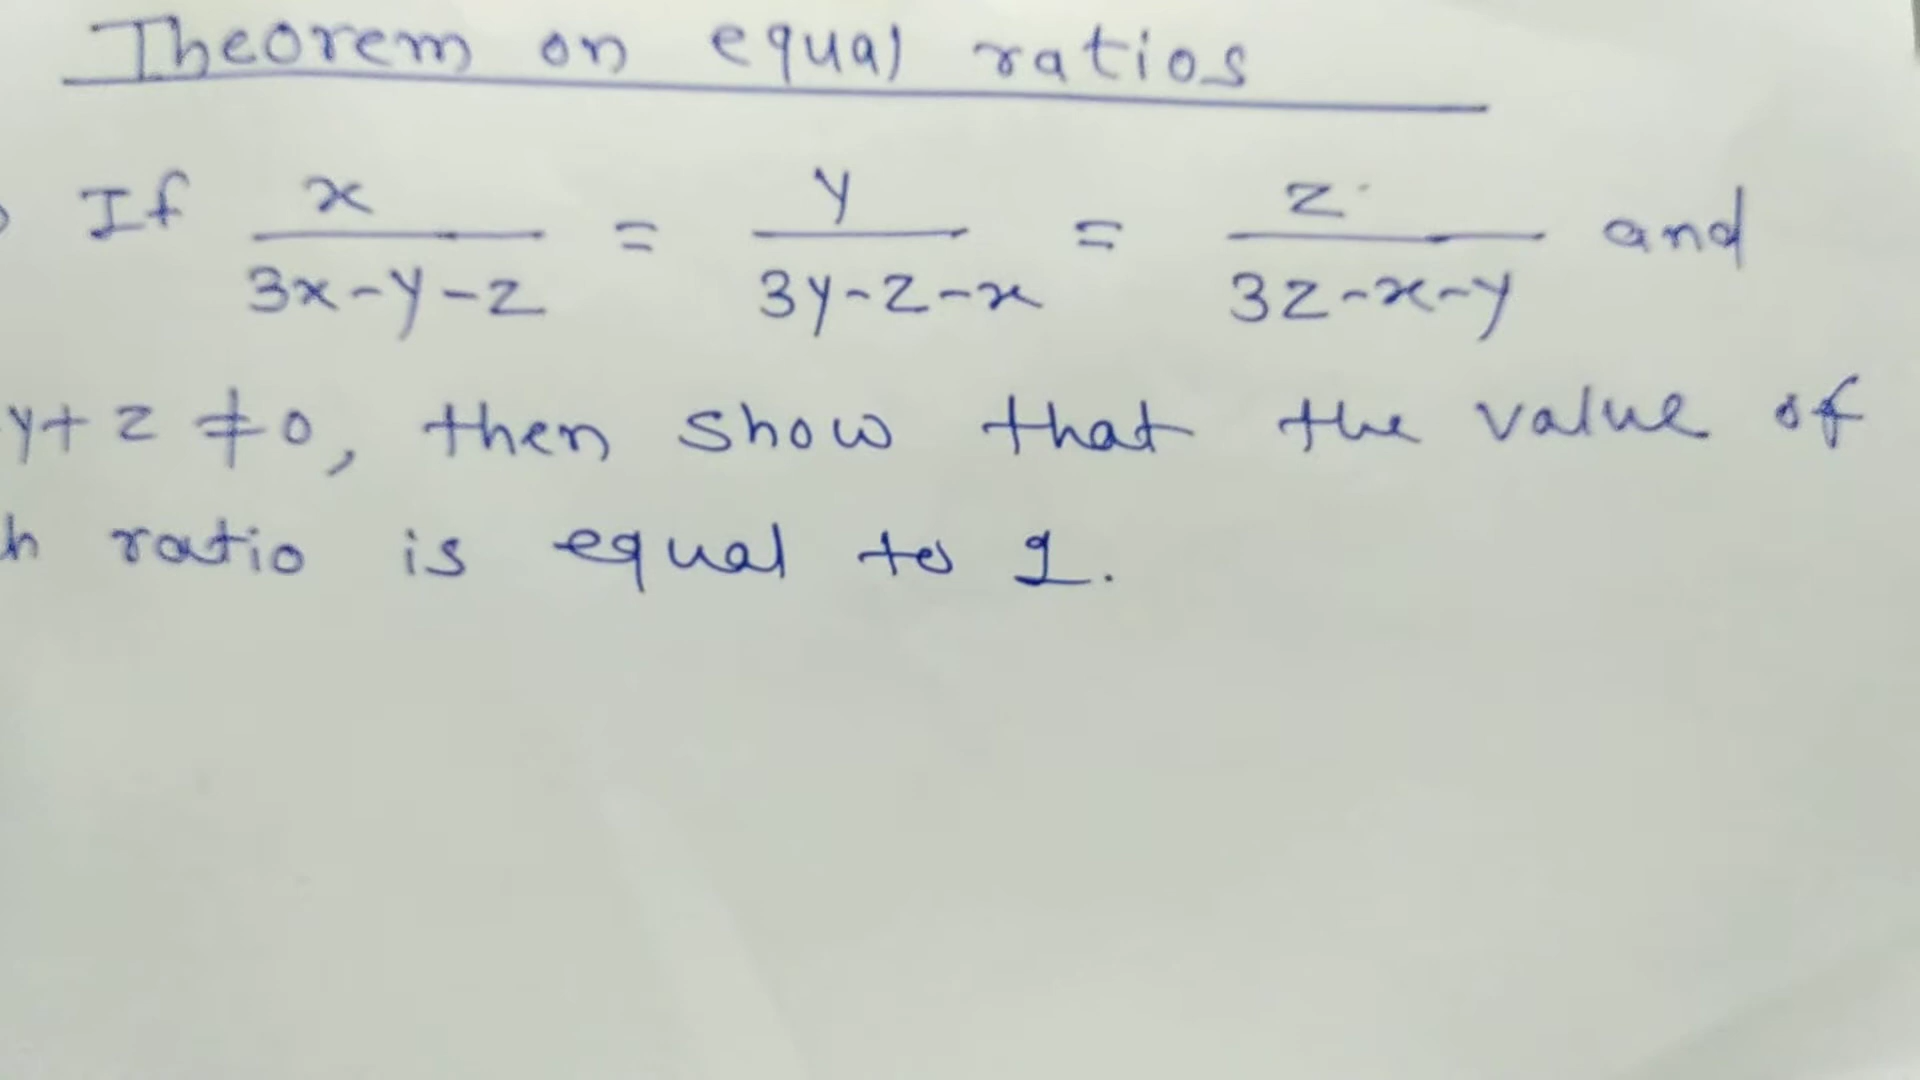 Theorem on equal ratios
If x/(3x-y-z) = y/(3y-z-x) = z/(3z-x-y) and
y+z ≠0, then show that the value of
h ratio is equal to 1.